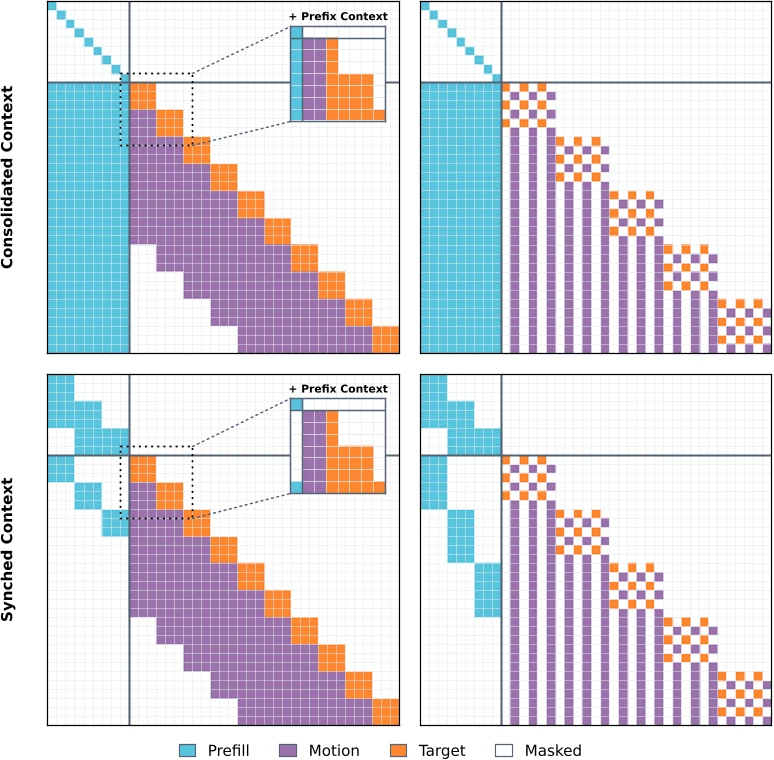 + Prefix Context
Consolidated Context
+ Prefix Context
Synched Context
Prefill
Motion
Target
Masked